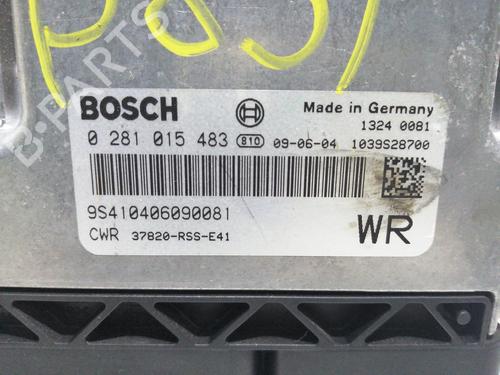 B-PARTS
BOSCH
Made in Germany
1324 0081
0 281 015 483 810 09-06-04 1039S28700
9S410406090081
CWR 37820-RSS-E41
WR